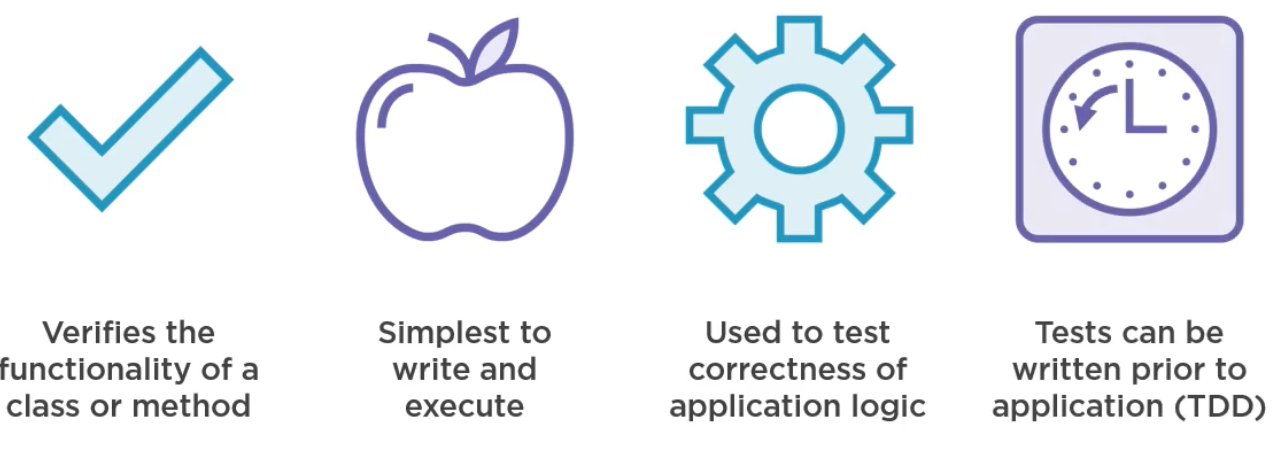 Verifies the
functionality of a
class or method
Simplest to
write and
execute
Used to test
correctness of
application logic
Tests can be
written prior to
application (TDD)